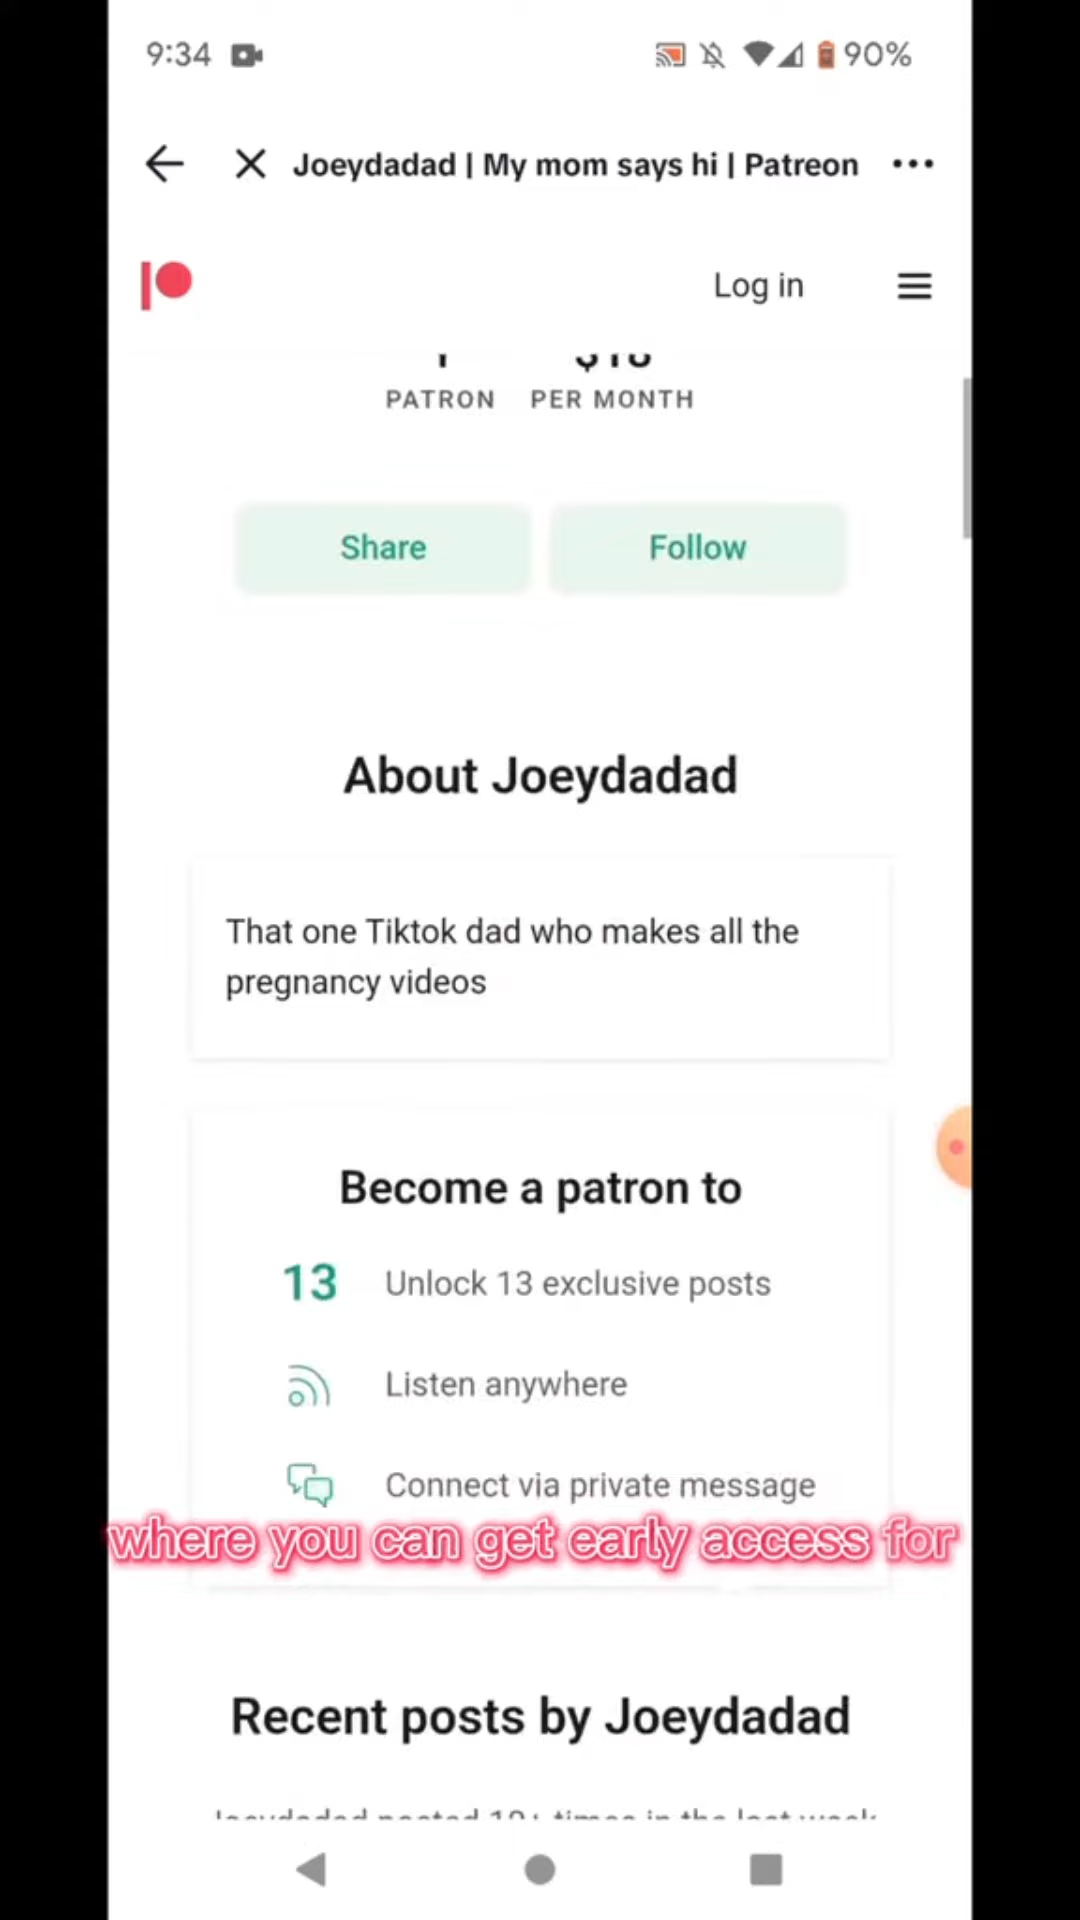 9:34
90%
Joeydadad | My mom says hi | Patreon
Log in
PATRON PER MONTH
Share
Follow
About Joeydadad
That one Tiktok dad who makes all the
pregnancy videos
Become a patron to
13 Unlock 13 exclusive posts
Listen anywhere
Connect via private message
where you can get early access for
Recent posts by Joeydadad